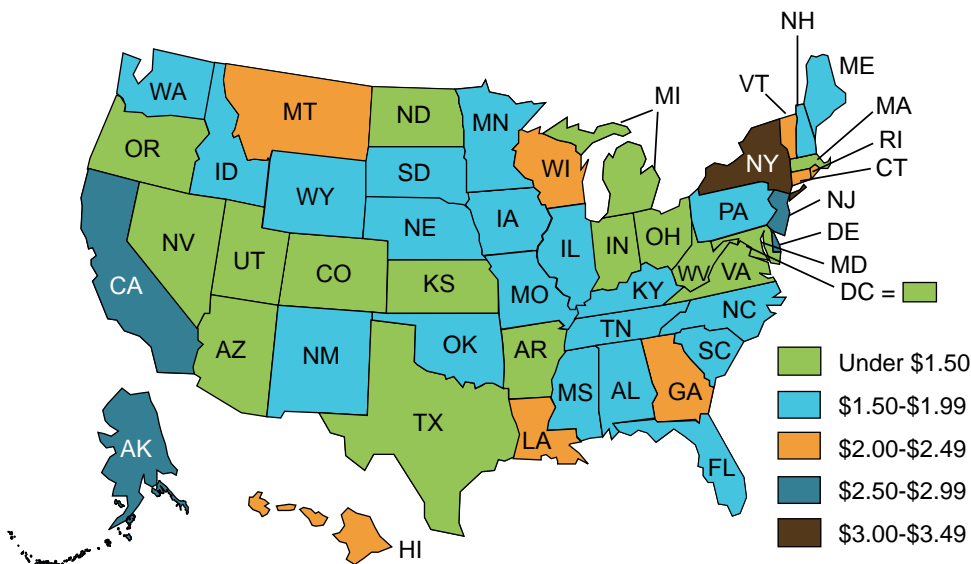 NH
WA
ME
MT
ND
MI
VT
MN
MA
OR
RI
ID
WI
NY
CT
SD
WY
PA
NJ
IA
NE
DE
NV
IL
IN
OH
UT
MD
CO
WV
VA
CA
KS
DC =
MO
KY
NC
TN
AZ
NM
OK
AR
SC
MS
AL
GA
TX
LA
AK
FL
HI
Under $1.50
$1.50-$1.99
$2.00-$2.49
$2.50-$2.99
$3.00-$3.49